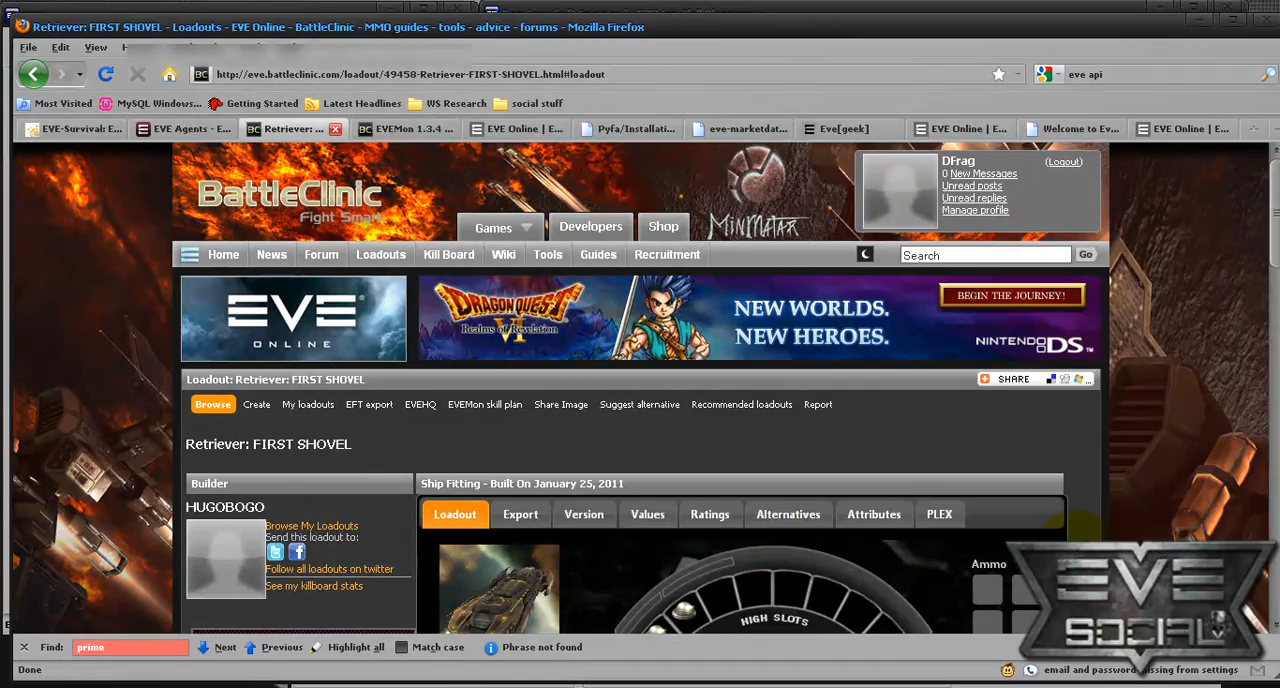 Retriever: FIRST SHOVEL - Loadouts - EVE Online - BattleClinic - MMO guides - tools - advice - forums - Mozilla Firefox
File Edit View
http://eve.battleclinic.com/loadout/49458-Retriever-FIRST-SHOVEL.html#loadout
eve api
Most Visited MySQL Windows... Getting Started Latest Headlines WS Research social stuff
EVE-Survival: E... EVE Agents - E... Retriever: ... EVEMon 1.3.4 ... EVE Online | E... Pyfa/Installati... eve-marketdat... Eve[geek] EVE Online | E... Welcome to Ev... EVE Online | E...
BattleClinic
Fight Smart
MINMATAR
DFrag (Logout)
0 New Messages
Unread posts
Unread replies
Manage profile
Games Developers Shop
Home News Forum Loadouts Kill Board Wiki Tools Guides Recruitment Search Go
EVE
ONLINE
DRAGON QUEST
VI
Realms of Revelation
NEW WORLDS.
NEW HEROES.
BEGIN THE JOURNEY!
NINTENDO DS
Loadout: Retriever: FIRST SHOVEL
SHARE
Browse Create My loadouts EFT export EVEHQ EVEMon skill plan Share Image Suggest alternative Recommended loadouts Report
Retriever: FIRST SHOVEL
Builder
Ship Fitting - Built On January 25, 2011
HUGOBOGO
Browse My Loadouts
Send this loadout to:
Follow all loadouts on twitter
See my killboard stats
Loadout Export Version Values Ratings Alternatives Attributes PLEX
Ammo
HIGH SLOTS
EVE
SOCIAL
Find: prime Next Previous Highlight all Match case Phrase not found
Done
email and password missing from settings